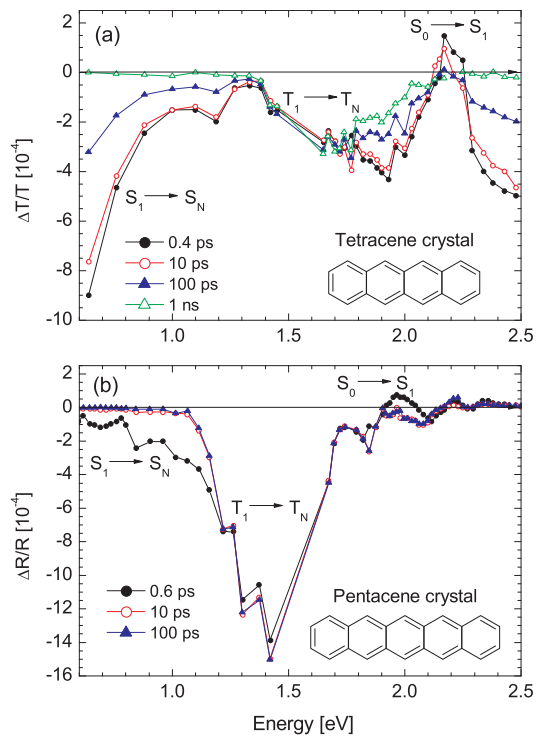 (a)
S0 → S1
T1 → TN
S1 → SN
0.4 ps
10 ps
100 ps
1 ns
Tetracene crystal
ΔT/T [10-4]
2
0
-2
-4
-6
-8
-10
1.0 1.5 2.0 2.5
(b)
S0 → S1
S1 → SN
T1 → TN
0.6 ps
10 ps
100 ps
Pentacene crystal
ΔR/R [10-4]
2
0
-2
-4
-6
-8
-10
-12
-14
-16
1.0 1.5 2.0 2.5
Energy [eV]